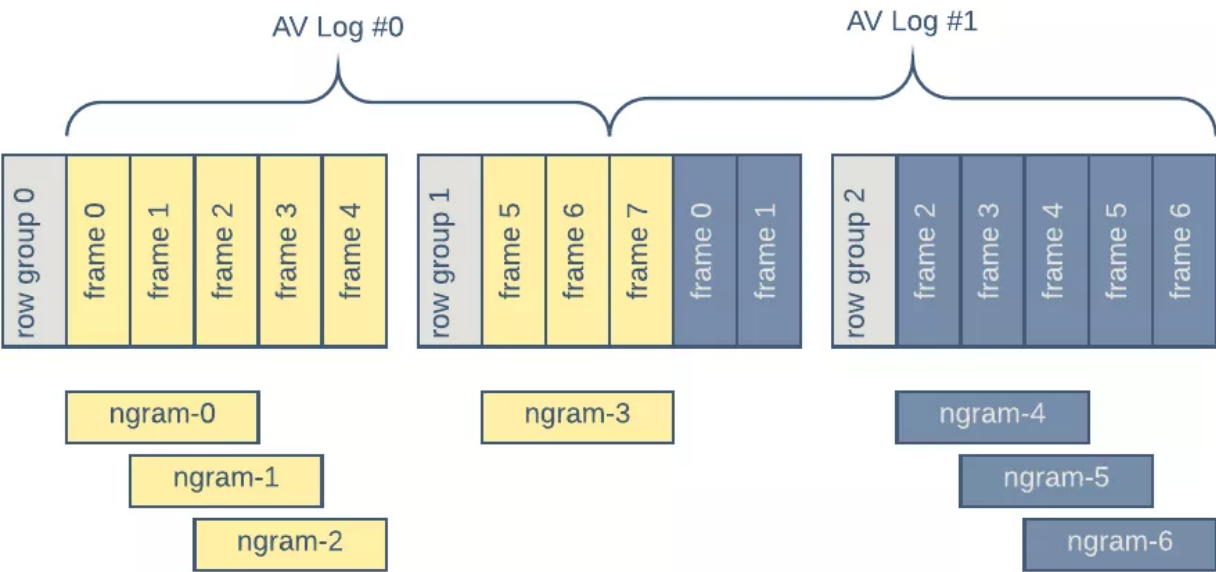 AV Log #0
AV Log #1
row group 0
frame 0
frame 1
frame 2
frame 3
frame 4
row group 1
frame 5
frame 6
frame 7
frame 0
frame 1
row group 2
frame 2
frame 3
frame 4
frame 5
frame 6
ngram-0
ngram-3
ngram-4
ngram-1
ngram-5
ngram-2
ngram-6